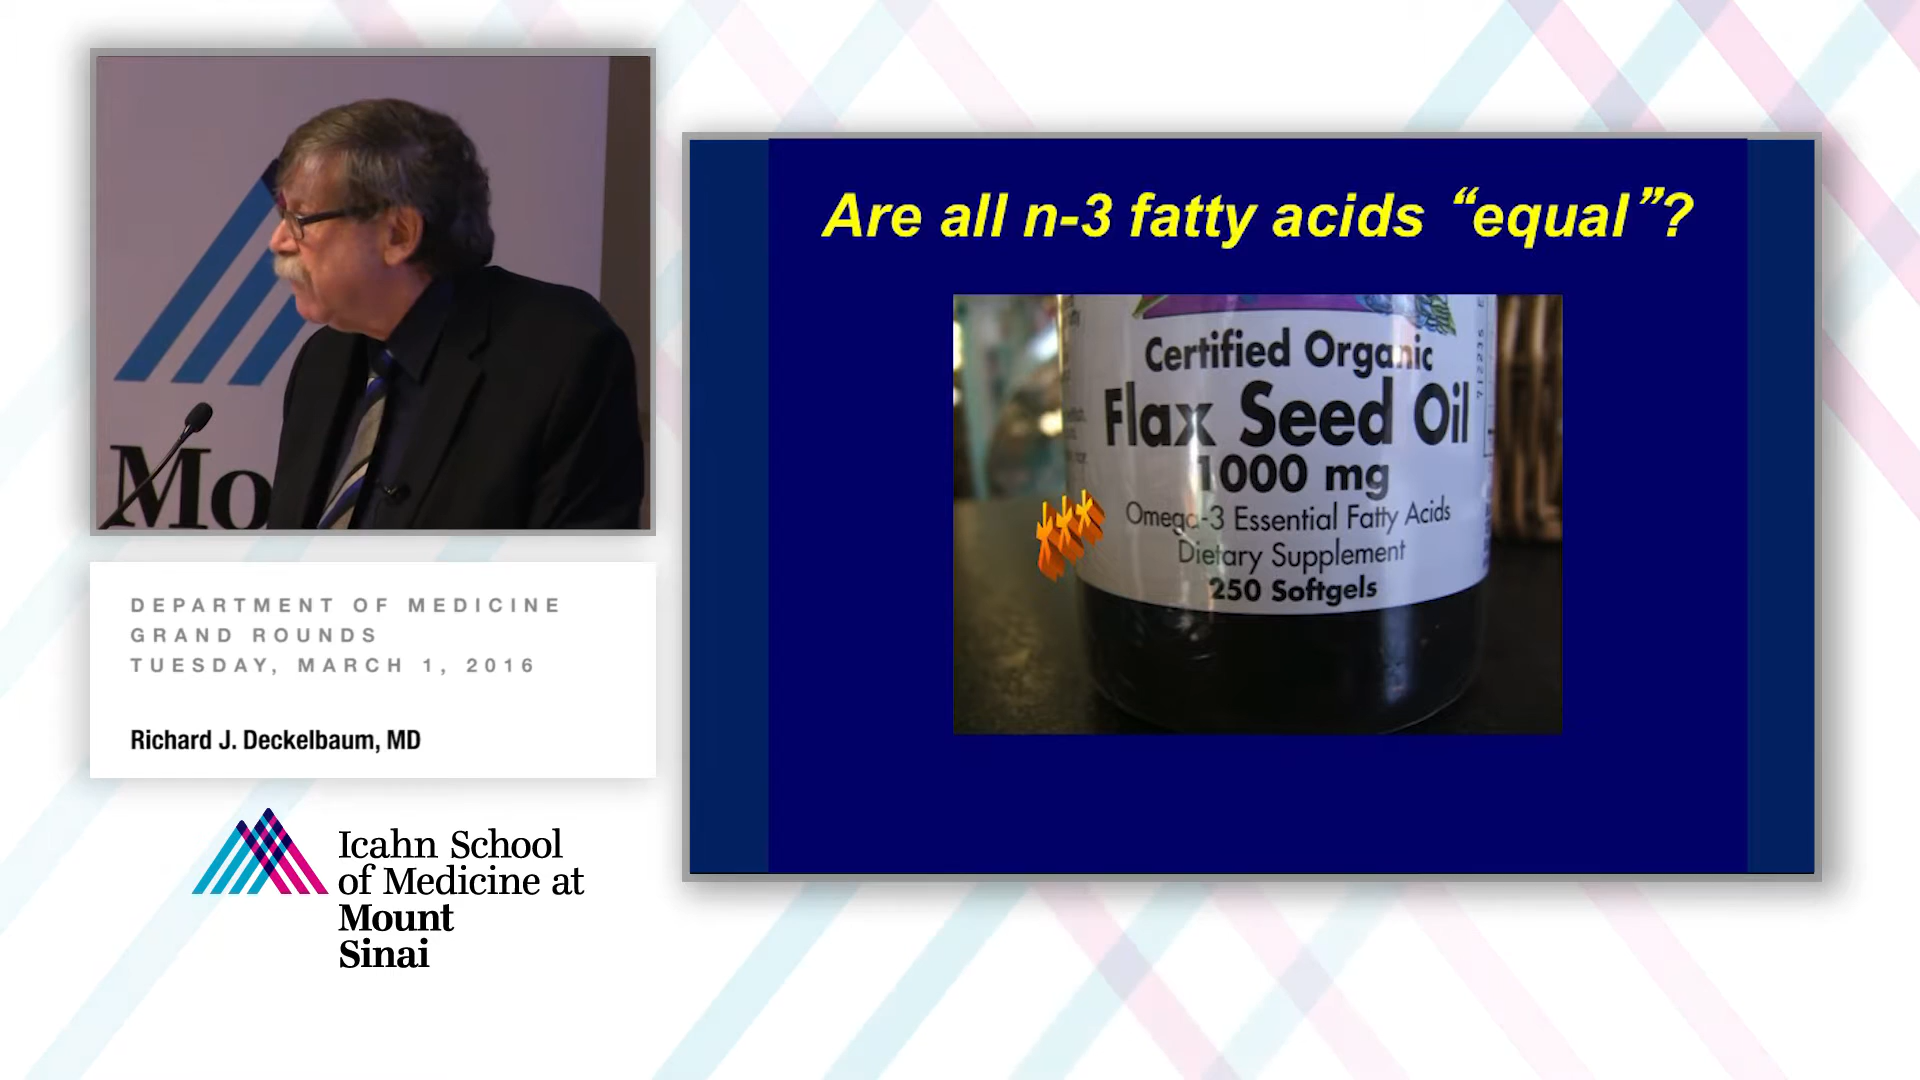 Mo
DEPARTMENT OF MEDICINE
GRAND ROUNDS
TUESDAY, MARCH 1, 2016
Richard J. Deckelbaum, MD
Icahn School
of Medicine at
Mount
Sinai
Are all n-3 fatty acids “equal”?
Certified Organic
Flax Seed Oil
1000 mg
Omega-3 Essential Fatty Acids
Dietary Supplement
250 Softgels
***